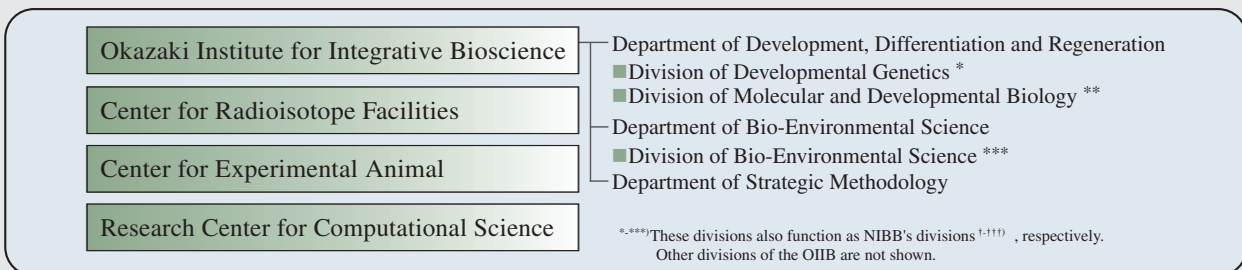 Okazaki Institute for Integrative Bioscience
Center for Radioisotope Facilities
Center for Experimental Animal
Research Center for Computational Science
Department of Development, Differentiation and Regeneration
■Division of Developmental Genetics *
■Division of Molecular and Developmental Biology **
Department of Bio-Environmental Science
■Division of Bio-Environmental Science ***
Department of Strategic Methodology
*-***)These divisions also function as NIBB's divisions †-†††) , respectively.
Other divisions of the OIIB are not shown.